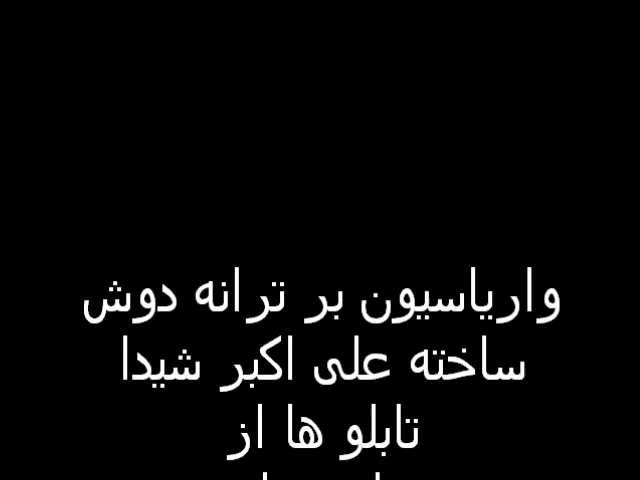 واریاسیون بر ترانه دوش
ساخته علی اکبر شیدا
تابلو ها از